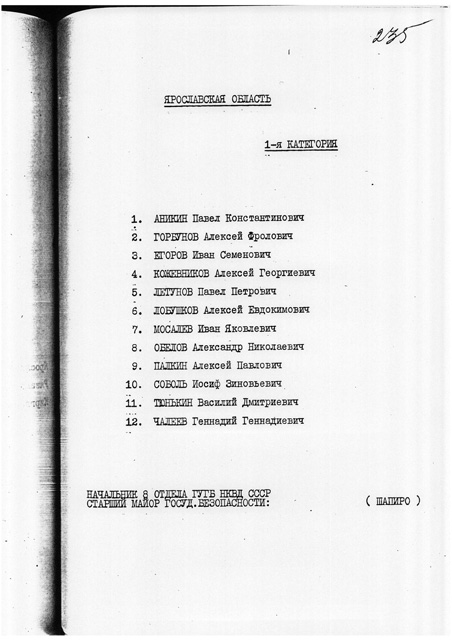 235
ЯРОСЛАВСКАЯ ОБЛАСТЬ
1-я КАТЕГОРИЯ
1. АНИКИН Павел Константинович
2. ГОРБУНОВ Алексей Фролович
3. ЕГОРОВ Иван Семенович
4. КОЖЕВНИКОВ Алексей Георгиевич
5. ЛЕТУНОВ Павел Петрович
6. ЛОБУШКОВ Алексей Евдокимович
7. МОСАЛЕВ Иван Яковлевич
8. ОБЕЛОВ Александр Николаевич
9. ПАЛКИН Алексей Павлович
10. СОБОЛЬ Иосиф Зиновьевич
11. ТЮНЬКИН Василий Дмитриевич
12. ЧАЛЕЕВ Геннадий Геннадиевич
НАЧАЛЬНИК 8 ОТДЕЛА ГУГБ НКВД СССР
СТАРШИЙ МАЙОР ГОСУД.БЕЗОПАСНОСТИ: ( ШАПИРО )